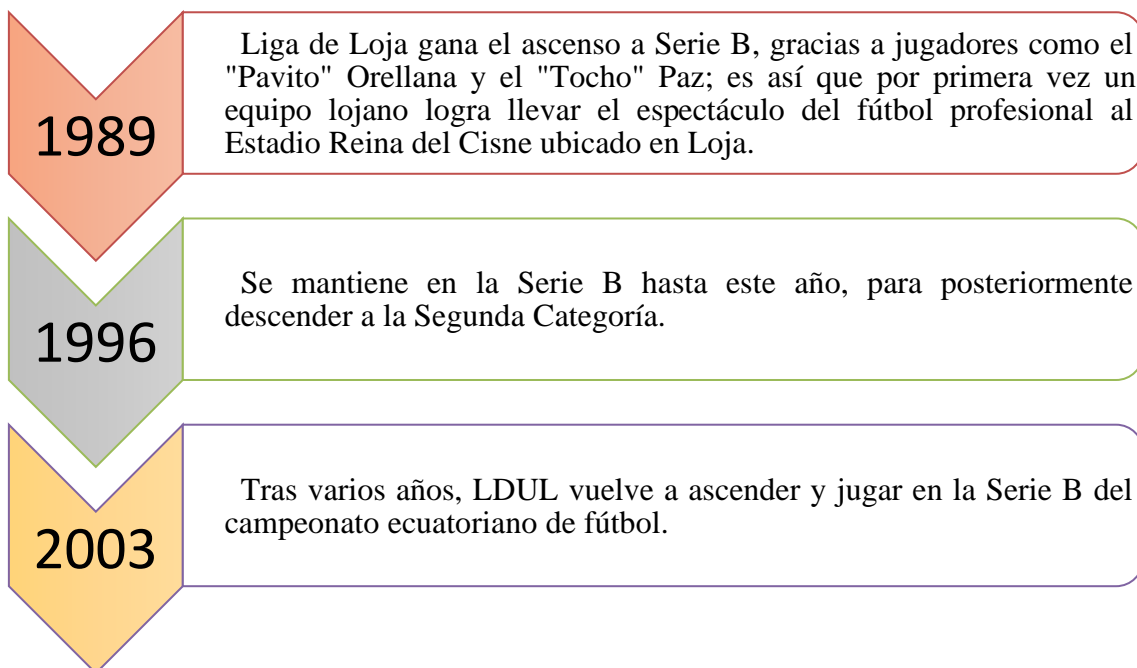 1989
Liga de Loja gana el ascenso a Serie B, gracias a jugadores como el
"Pavito" Orellana y el "Tocho" Paz; es así que por primera vez un
equipo lojano logra llevar el espectáculo del fútbol profesional al
Estadio Reina del Cisne ubicado en Loja.
1996
Se mantiene en la Serie B hasta este año, para posteriormente
descender a la Segunda Categoría.
2003
Tras varios años, LDUL vuelve a ascender y jugar en la Serie B del
campeonato ecuatoriano de fútbol.